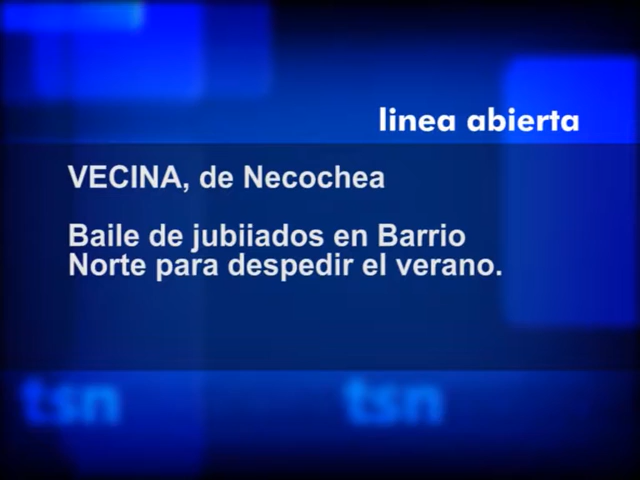 linea abierta
VECINA, de Necochea
Baile de jubiiados en Barrio
Norte para despedir el verano.
tsn tsn